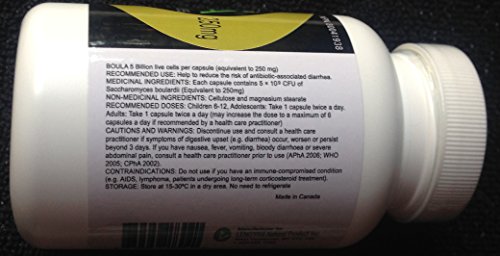 250mg
BOULA 5 Billion live cells per capsule (equivalent to 250 mg)
RECOMMENDED USE: Help to reduce the risk of antibiotic-associated diarrhea.
MEDICINAL INGREDIENTS: Each capsule contains 5 × 10⁹ CFU of
Saccharomyces boulardii (Equivalent to 250mg)
NON-MEDICINAL INGREDIENTS: Cellulose and magnesium stearate
RECOMMENDED DOSES: Children 6-12, Adolescents: Take 1 capsule twice a day.
Adults: Take 1 capsule twice a day (may increase the dose to a maximum of 6
capsules a day if recommended by a health care practitioner)
CAUTIONS AND WARNINGS: Discontinue use and consult a health care
practitioner if symptoms of digestive upset (e.g. diarrhea) occur, worsen or persist
beyond 3 days. If you have nausea, fever, vomiting, bloody diarrhoea or severe
abdominal pain, consult a health care practitioner prior to use (APhA 2006; WHO
2005; CPhA 2002).
CONTRAINDICATIONS: Do not use if you have an immune-compromised condition
(e.g. AIDS, lymphoma, patients undergoing long-term corticosteroid treatment).
STORAGE: Store at 15-30ºC in a dry area. No need to refrigerate
Made in Canada